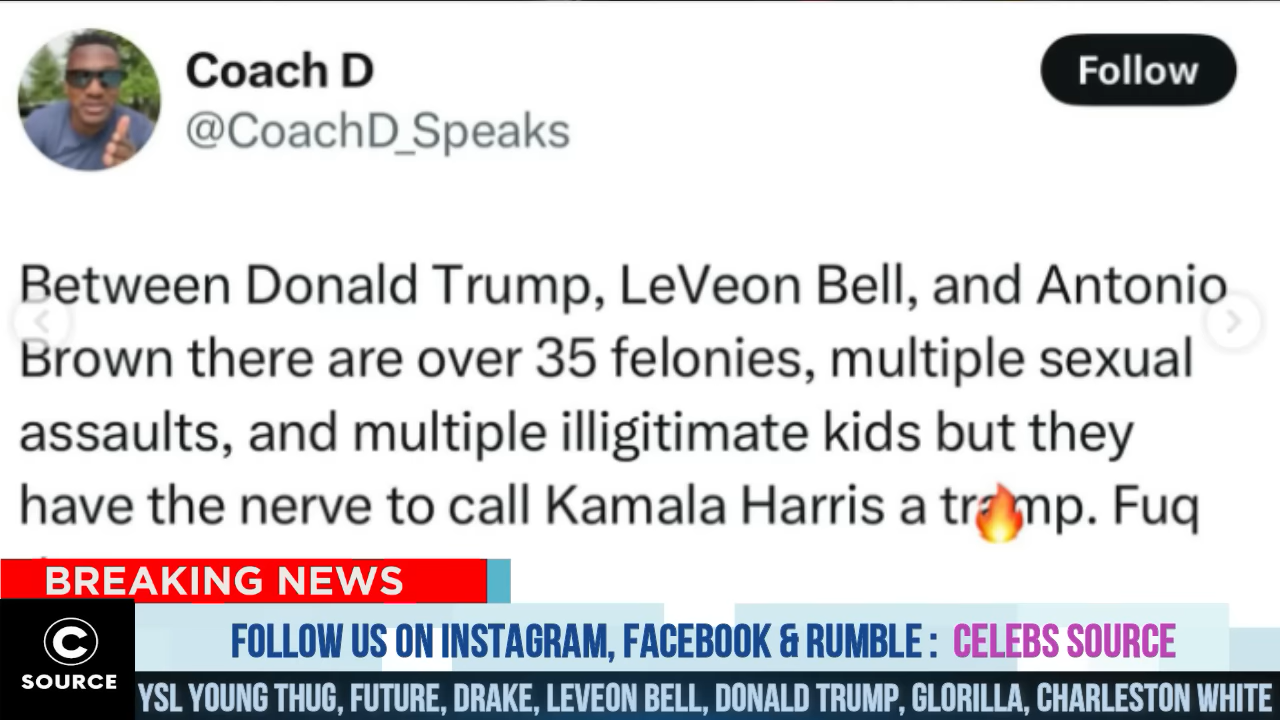 Coach D
Follow
@CoachD_Speaks
Between Donald Trump, LeVeon Bell, and Antonio
Brown there are over 35 felonies, multiple sexual
assaults, and multiple illigitimate kids but they
have the nerve to call Kamala Harris a tramp. Fuq
BREAKING NEWS
C
SOURCE
FOLLOW US ON INSTAGRAM, FACEBOOK & RUMBLE : CELEBS SOURCE
YSL YOUNG THUG, FUTURE, DRAKE, LEVEON BELL, DONALD TRUMP, GLORILLA, CHARLESTON WHITE